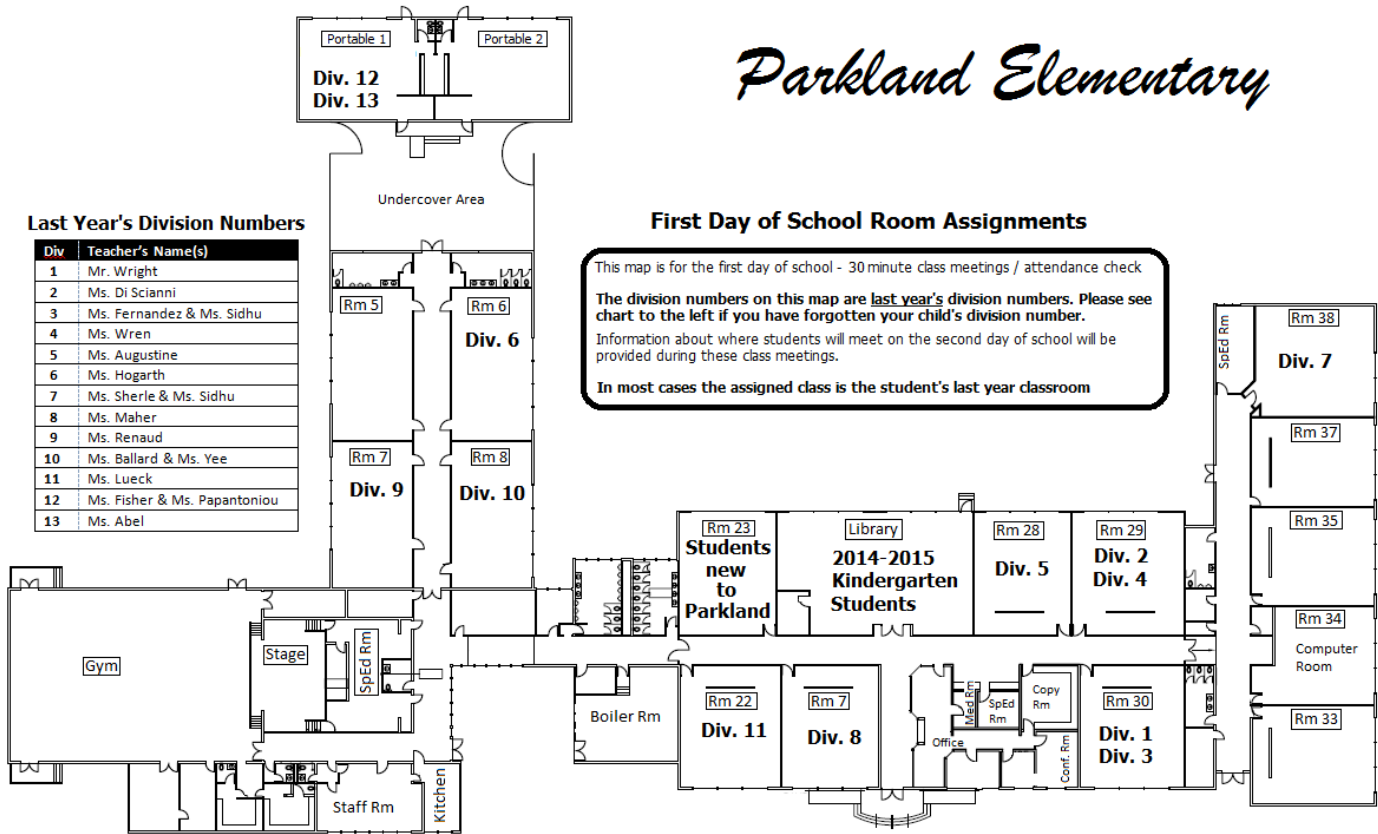 Parkland Elementary
Portable 1
Portable 2
Div. 12
Div. 13
Undercover Area
Last Year's Division Numbers
Div Teacher's Name(s)
1 Mr. Wright
2 Ms. Di Scianni
3 Ms. Fernandez & Ms. Sidhu
4 Ms. Wren
5 Ms. Augustine
6 Ms. Hogarth
7 Ms. Sherle & Ms. Sidhu
8 Ms. Maher
9 Ms. Renaud
10 Ms. Ballard & Ms. Yee
11 Ms. Lueck
12 Ms. Fisher & Ms. Papantoniou
13 Ms. Abel
First Day of School Room Assignments
This map is for the first day of school - 30 minute class meetings / attendance check
The division numbers on this map are last year's division numbers. Please see
chart to the left if you have forgotten your child's division number.
Information about where students will meet on the second day of school will be
provided during these class meetings.
In most cases the assigned class is the student's last year classroom
Rm 5
Rm 6
Div. 6
Rm 7
Div. 9
Rm 8
Div. 10
SpEd Rm
Rm 38
Div. 7
Rm 37
Rm 35
Rm 34
Computer
Room
Rm 33
Rm 23
Students
new
to
Parkland
Library
2014-2015
Kindergarten
Students
Rm 28
Div. 5
Rm 29
Div. 2
Div. 4
Gym
Stage
SpEd Rm
Boiler Rm
Rm 22
Div. 11
Rm 7
Div. 8
Office
Med Rm
SpEd
Rm
Copy
Rm
Conf. Rm
Rm 30
Div. 1
Div. 3
Staff Rm
Kitchen